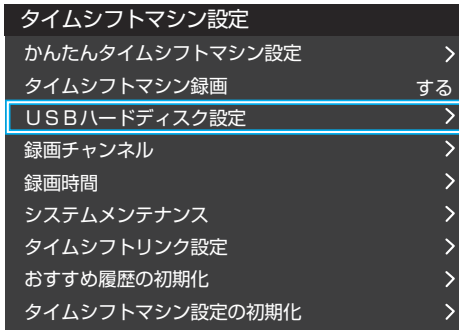 タイムシフトマシン設定
かんたんタイムシフトマシン設定
タイムシフトマシン録画 する
ＵＳＢハードディスク設定
録画チャンネル
録画時間
システムメンテナンス
タイムシフトリンク設定
おすすめ履歴の初期化
タイムシフトマシン設定の初期化